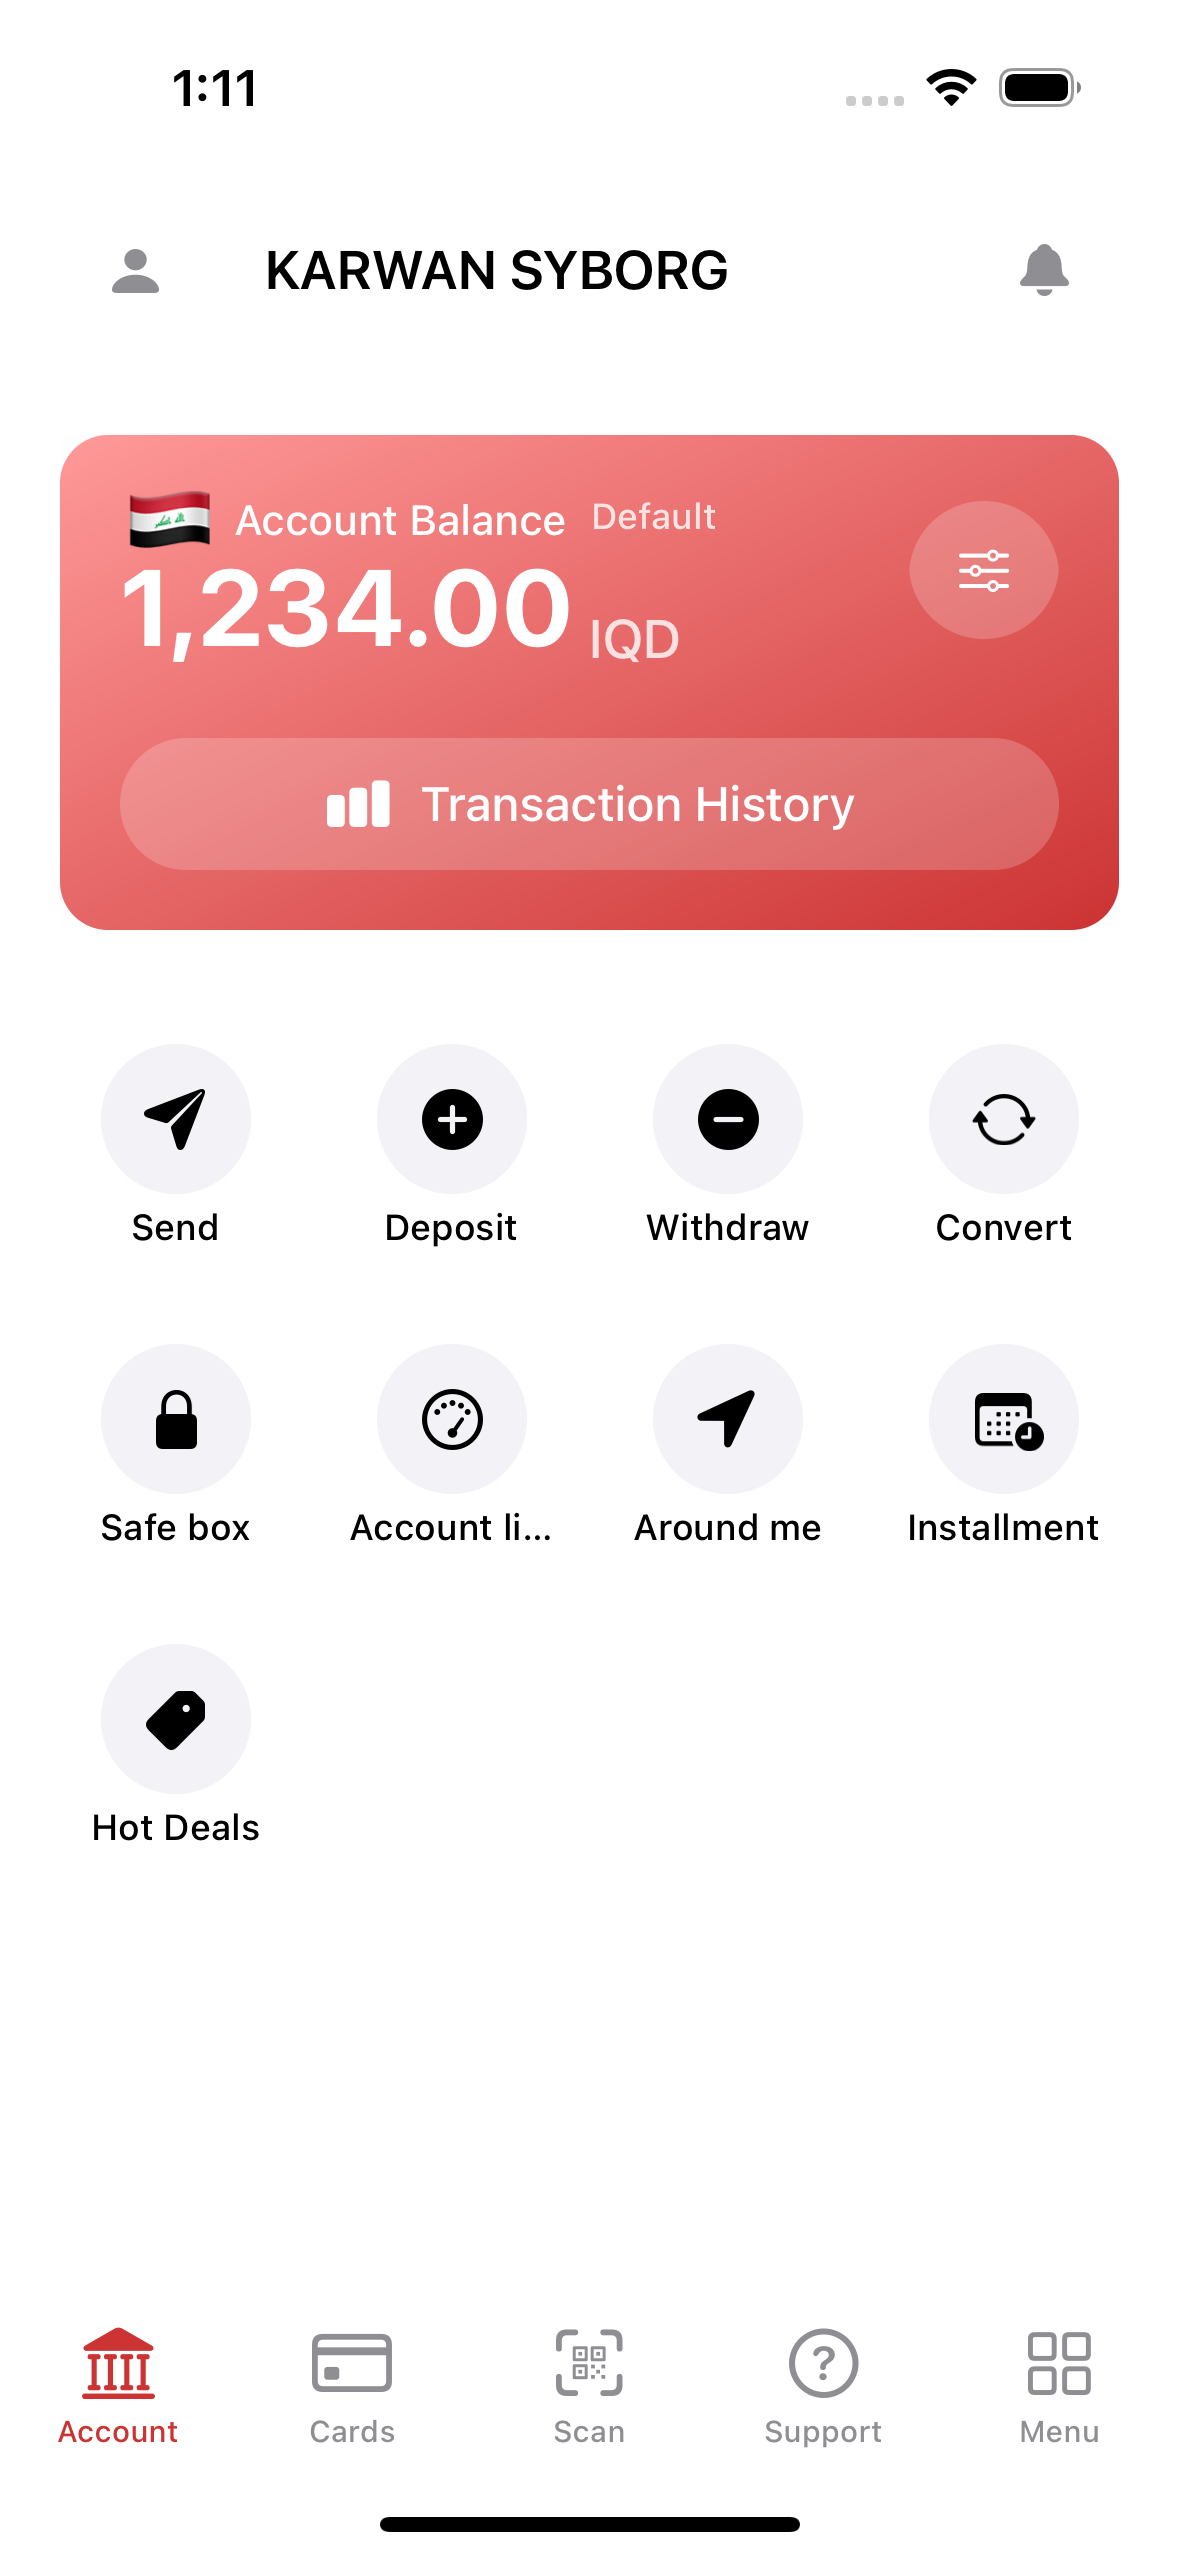 1:11
KARWAN SYBORG
Account Balance Default
1,234.00 IQD
Transaction History
Send Deposit Withdraw Convert
Safe box Account li... Around me Installment
Hot Deals
Account Cards Scan Support Menu